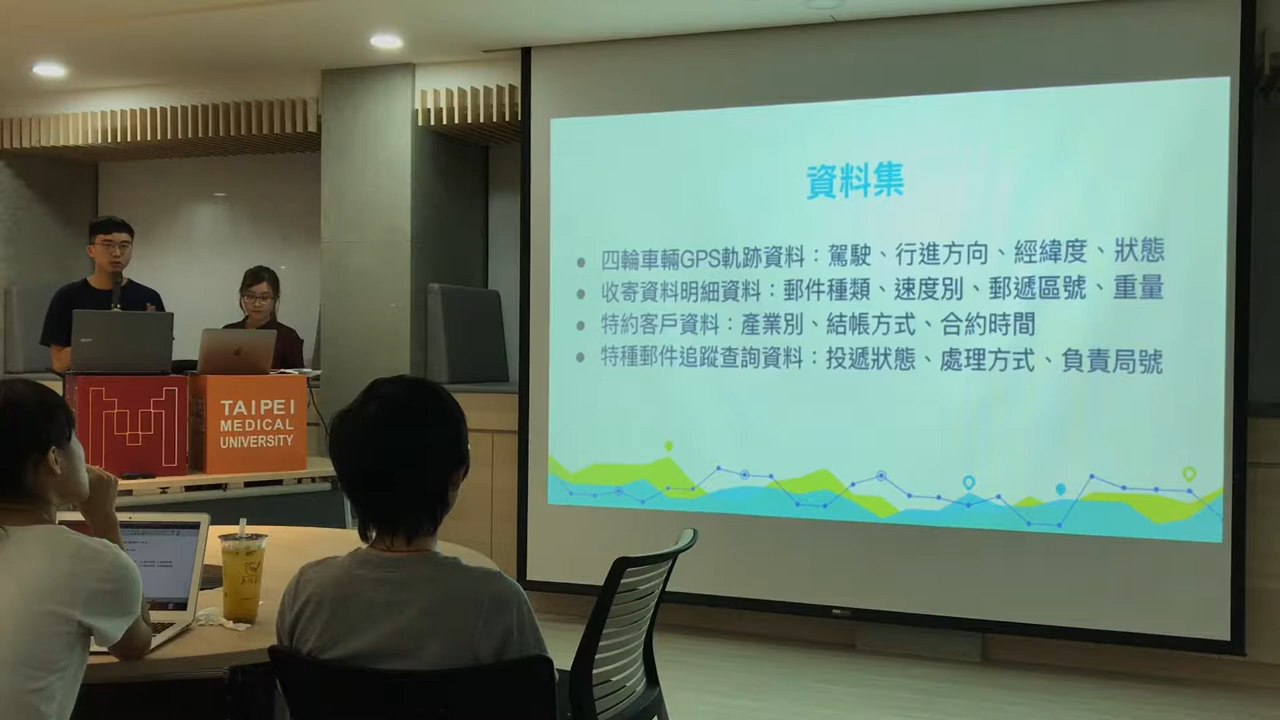 資料集
四輪車輛GPS軌跡資料：駕駛、行進方向、經緯度、狀態
收寄資料明細資料：郵件種類、速度別、郵遞區號、重量
特約客戶資料：產業別、結帳方式、合約時間
特種郵件追蹤查詢資料：投遞狀態、處理方式、負責局號
acer
TAIPEI
MEDICAL
UNIVERSITY